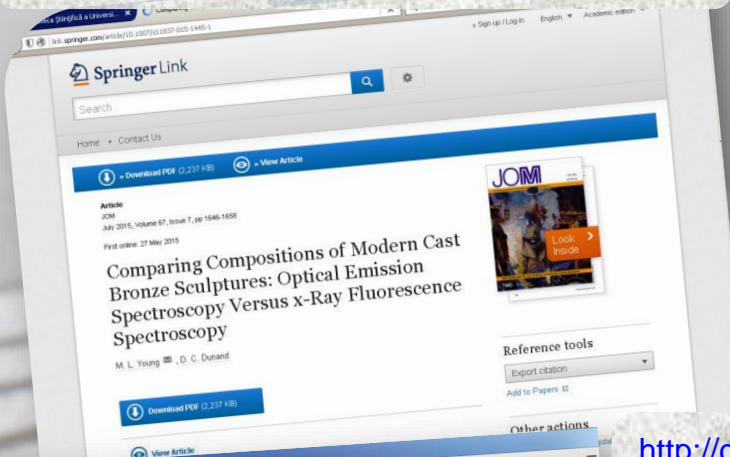 link.springer.com/article/10.1007/s11837-015-1445-1
» Sign up / Log in English Academic edition
Springer Link
Search
Home • Contact Us
» Download PDF (2,237 KB) » View Article
Article
JOM
July 2015, Volume 67, Issue 7, pp 1646-1658
First online: 27 May 2015
Comparing Compositions of Modern Cast
Bronze Sculptures: Optical Emission
Spectroscopy Versus x-Ray Fluorescence
Spectroscopy
M. L. Young , D. C. Dunand
Download PDF (2,237 KB)
View Article
JOM
Look
Inside
Reference tools
Export citation
Add to Papers
Other actions